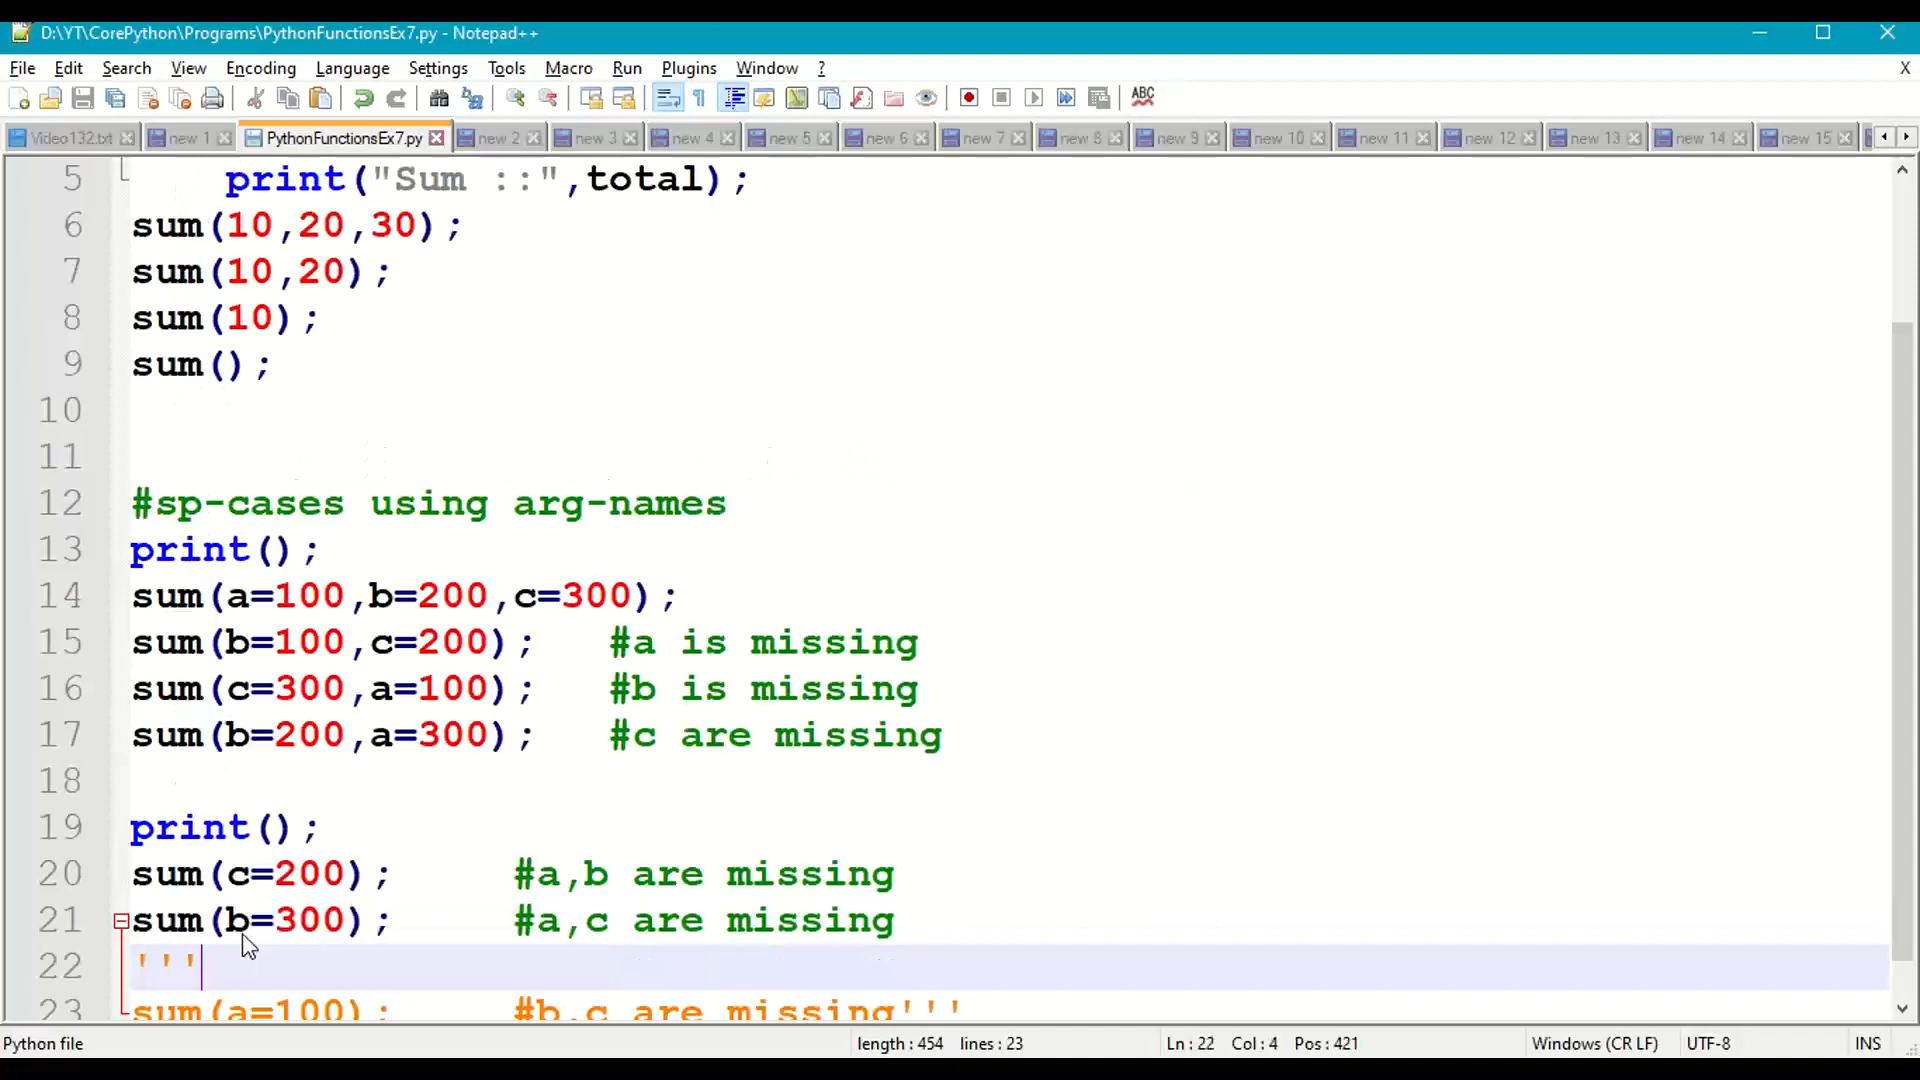 D:\YT\CorePython\Programs\PythonFunctionsEx7.py - Notepad++
File Edit Search View Encoding Language Settings Tools Macro Run Plugins Window ? X
ABC
Video132.txt new 1 PythonFunctionsEx7.py new 2 new 3 new 4 new 5 new 6 new 7 new 8 new 9 new 10 new 11 new 12 new 13 new 14 new 15
5 print("Sum ::",total);
6 sum(10,20,30);
7 sum(10,20);
8 sum(10);
9 sum();
10
11
12 #sp-cases using arg-names
13 print();
14 sum(a=100,b=200,c=300);
15 sum(b=100,c=200); #a is missing
16 sum(c=300,a=100); #b is missing
17 sum(b=200,a=300); #c are missing
18
19 print();
20 sum(c=200); #a,b are missing
21 sum(b=300); #a,c are missing
22 '''
23 sum(a=100); #b,c are missing'''
Python file length : 454 lines : 23 Ln : 22 Col : 4 Pos : 421 Windows (CR LF) UTF-8 INS